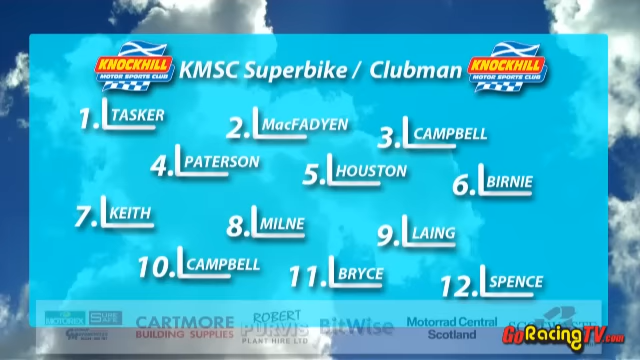 KNOCKHILL
MOTOR SPORTS CLUB
KMSC Superbike / Clubman
KNOCKHILL
MOTOR SPORTS CLUB
1. TASKER
2. MacFADYEN
3. CAMPBELL
4. PATERSON
5. HOUSTON
6. BIRNIE
7. KEITH
8. MILNE
9. LAING
10. CAMPBELL
11. BRYCE
12. SPENCE
CARTMORE
BUILDING SUPPLIES
ROBERT
PURVIS
PLANT HIRE LTD
BitWise
Motorrad Central
Scotland
GoRacingTV.com